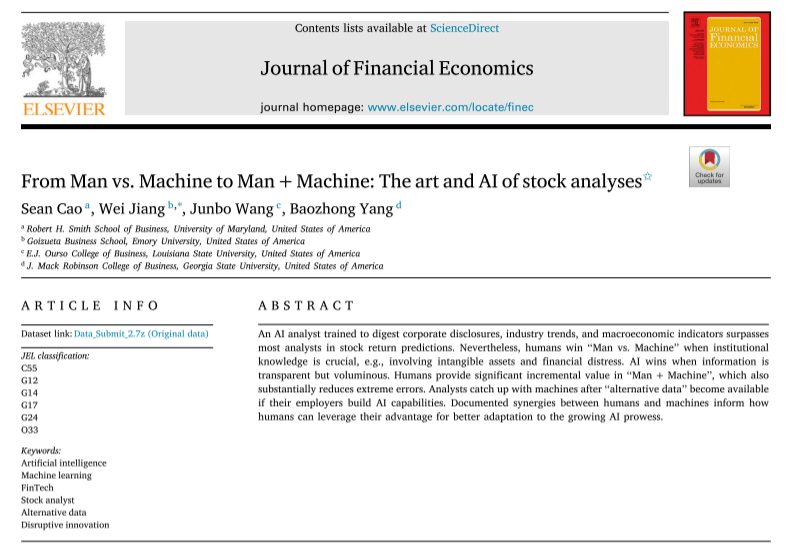 Contents lists available at ScienceDirect
Journal of Financial Economics
journal homepage: www.elsevier.com/locate/finec
ELSEVIER
JOURNAL OF
Financial
ECONOMICS
From Man vs. Machine to Man + Machine: The art and AI of stock analyses☆
Check for
updates
Sean Cao a, Wei Jiang b,*, Junbo Wang c, Baozhong Yang d
a Robert H. Smith School of Business, University of Maryland, United States of America
b Goizueta Business School, Emory University, United States of America
c E.J. Ourso College of Business, Louisiana State University, United States of America
d J. Mack Robinson College of Business, Georgia State University, United States of America
ARTICLE INFO
Dataset link: Data_Submit_2.7z (Original data)
JEL classification:
C55
G12
G14
G17
G24
O33
Keywords:
Artificial intelligence
Machine learning
FinTech
Stock analyst
Alternative data
Disruptive innovation
ABSTRACT
An AI analyst trained to digest corporate disclosures, industry trends, and macroeconomic indicators surpasses
most analysts in stock return predictions. Nevertheless, humans win “Man vs. Machine” when institutional
knowledge is crucial, e.g., involving intangible assets and financial distress. AI wins when information is
transparent but voluminous. Humans provide significant incremental value in “Man + Machine”, which also
substantially reduces extreme errors. Analysts catch up with machines after “alternative data” become available
if their employers build AI capabilities. Documented synergies between humans and machines inform how
humans can leverage their advantage for better adaptation to the growing AI prowess.